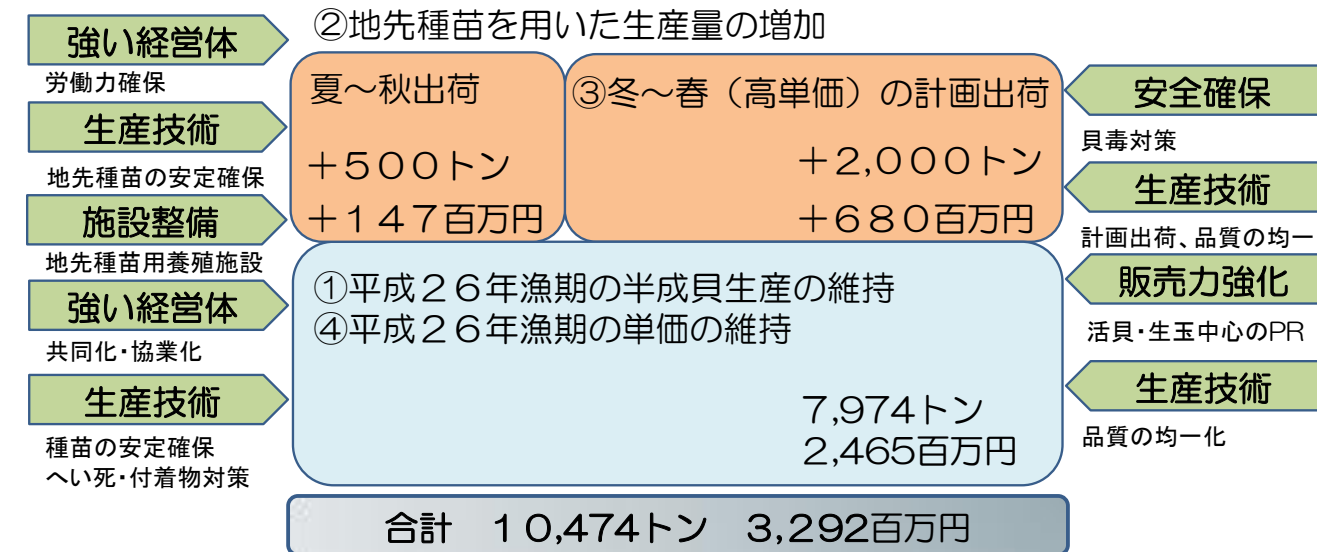 ②地先種苗を用いた生産量の増加
強い経営体
労働力確保
生産技術
地先種苗の安定確保
施設整備
地先種苗用養殖施設
強い経営体
共同化・協業化
生産技術
種苗の安定確保
へい死・付着物対策
夏～秋出荷
＋５００トン
＋１４７百万円
③冬～春（高単価）の計画出荷
＋2,０００トン
＋６８０百万円
①平成２６年漁期の半成貝生産の維持
④平成２６年漁期の単価の維持
7,974トン
2,465百万円
安全確保
貝毒対策
生産技術
計画出荷、品質の均一
販売力強化
活貝・生玉中心のPR
生産技術
品質の均一化
合計　１０,474トン　3,292百万円